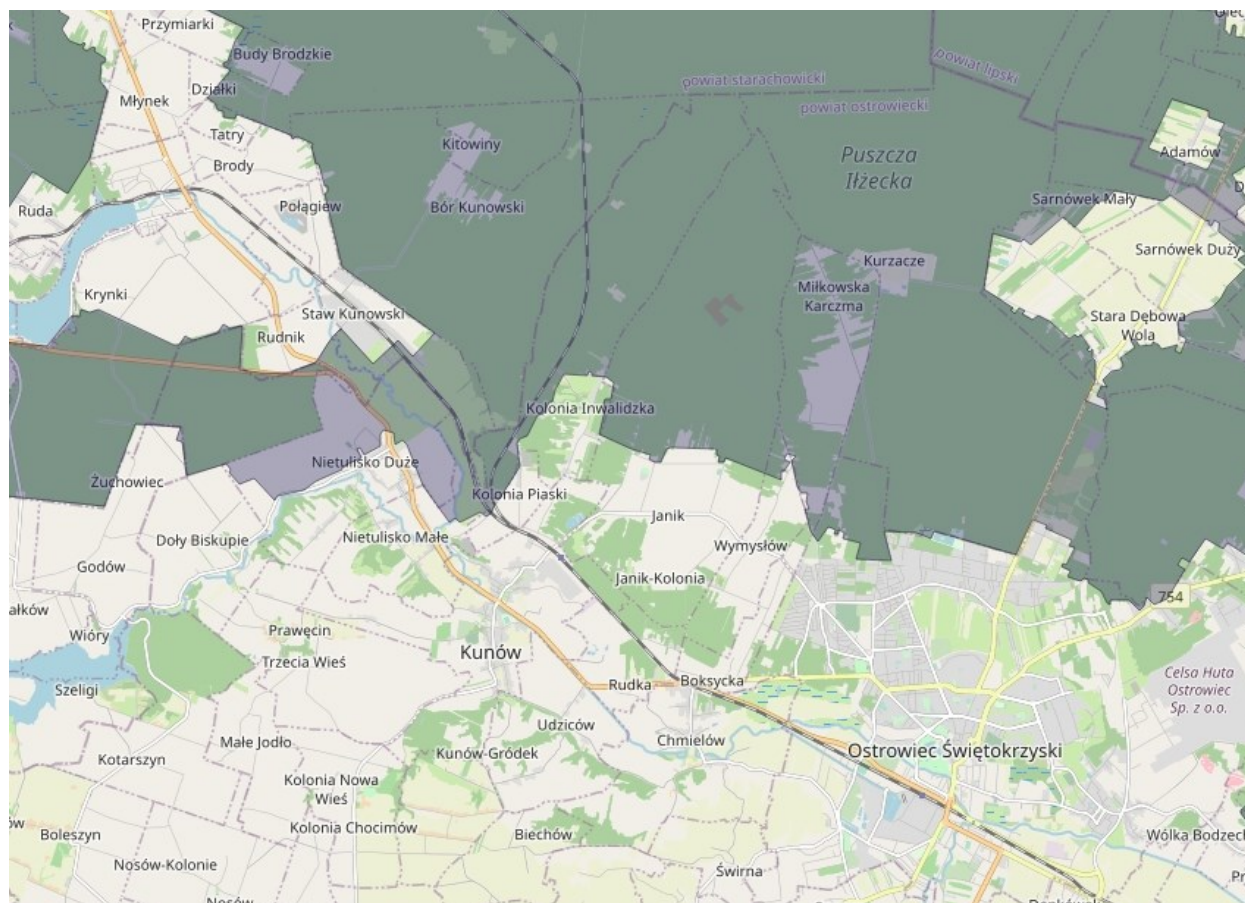 Przymiarki
Budy Brodzkie
powiat lipski
powiat starachowicki
Działki
Młynek
powiat ostrowiecki
Tatry
Kitowiny
Brody
Puszcza
Iłżecka
Adamów
Połągiew
Bór Kunowski
Ruda
Sarnówek Mały
Sarnówek Duży
Kurzacze
Krynki
Miłkowska
Karczma
Staw Kunowski
Stara Dębowa
Wola
Rudnik
Kolonia Inwalidzka
Nietulisko Duże
Żuchowiec
Kolonia Piaski
Janik
Doły Biskupie
Nietulisko Małe
Wymysłów
Godów
Janik-Kolonia
754
ałków
Wióry
Prawęcin
Kunów
Trzecia Wieś
Celsa Huta
Ostrowiec
Sp. z o.o.
Szeligi
Rudka
Boksycka
Udziców
Małe Jodło
Chmielów
Ostrowiec Świętokrzyski
Kotarszyn
Kunów-Gródek
Kolonia Nowa
Wieś
Boleszyn
Kolonia Chocimów
Biechów
Wólka Bodzech
Nosów-Kolonie
Świrna